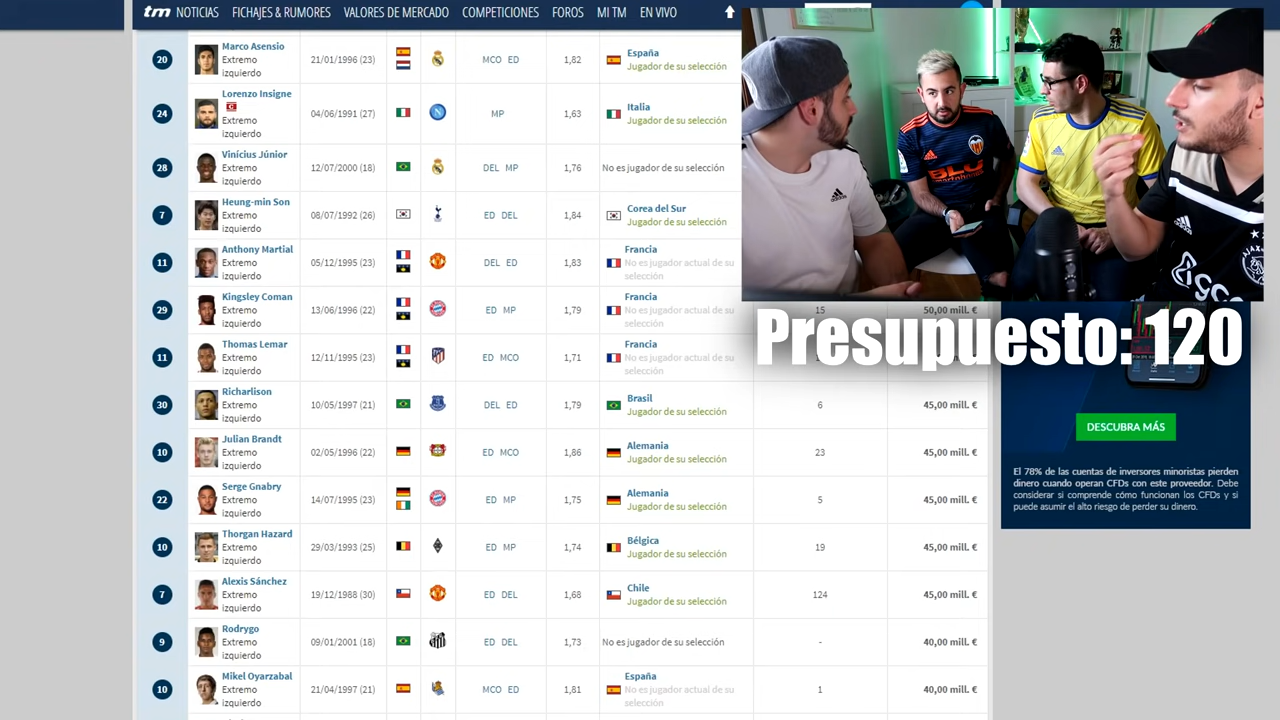 tm NOTICIAS FICHAJES & RUMORES VALORES DE MERCADO COMPETICIONES FOROS MI TM EN VIVO
20 Marco Asensio Extremo izquierdo 21/01/1996 (23) MCO ED 1,82 España Jugador de su selección
24 Lorenzo Insigne Extremo izquierdo 04/06/1991 (27) MP 1,63 Italia Jugador de su selección
28 Vinícius Júnior Extremo izquierdo 12/07/2000 (18) DEL MP 1,76 No es jugador de su selección
7 Heung-min Son Extremo izquierdo 08/07/1992 (26) ED DEL 1,84 Corea del Sur Jugador de su selección
11 Anthony Martial Extremo izquierdo 05/12/1995 (23) DEL ED 1,83 Francia No es jugador actual de su selección
29 Kingsley Coman Extremo izquierdo 13/06/1996 (22) ED MP 1,79 Francia No es jugador actual de su selección 15 50,00 mill. €
11 Thomas Lemar Extremo izquierdo 12/11/1995 (23) ED MCO 1,71 Francia No es jugador actual de su selección
30 Richarlison Extremo izquierdo 10/05/1997 (21) DEL ED 1,79 Brasil Jugador de su selección 6 45,00 mill. €
10 Julian Brandt Extremo izquierdo 02/05/1996 (22) ED MCO 1,86 Alemania Jugador de su selección 23 45,00 mill. €
22 Serge Gnabry Extremo izquierdo 14/07/1995 (23) ED MP 1,75 Alemania Jugador de su selección 5 45,00 mill. €
10 Thorgan Hazard Extremo izquierdo 29/03/1993 (25) ED MP 1,74 Bélgica Jugador de su selección 19 45,00 mill. €
7 Alexis Sánchez Extremo izquierdo 19/12/1988 (30) ED DEL 1,68 Chile Jugador de su selección 124 45,00 mill. €
9 Rodrygo Extremo izquierdo 09/01/2001 (18) ED DEL 1,73 No es jugador de su selección - 40,00 mill. €
10 Mikel Oyarzabal Extremo izquierdo 21/04/1997 (21) MCO ED 1,81 España No es jugador actual de su selección 1 40,00 mill. €
Presupuesto: 120
DESCUBRA MÁS
El 78% de las cuentas de inversores minoristas pierden
dinero cuando operan CFDs con este proveedor. Debe
considerar si comprende cómo funcionan los CFDs y si
puede asumir el alto riesgo de perder su dinero.